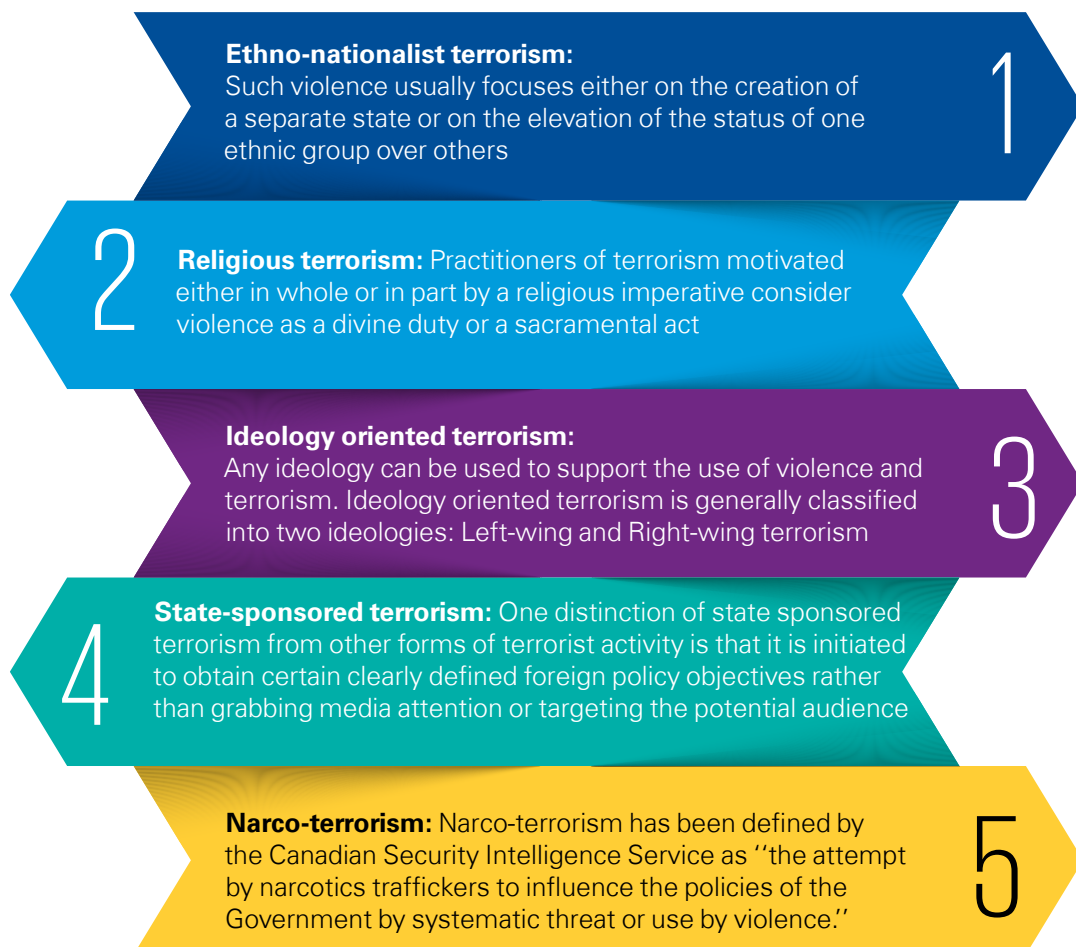 Ethno-nationalist terrorism:
Such violence usually focuses either on the creation of
a separate state or on the elevation of the status of one
ethnic group over others
1
2
Religious terrorism: Practitioners of terrorism motivated
either in whole or in part by a religious imperative consider
violence as a divine duty or a sacramental act
Ideology oriented terrorism:
Any ideology can be used to support the use of violence and
terrorism. Ideology oriented terrorism is generally classified
into two ideologies: Left-wing and Right-wing terrorism
3
4
State-sponsored terrorism: One distinction of state sponsored
terrorism from other forms of terrorist activity is that it is initiated
to obtain certain clearly defined foreign policy objectives rather
than grabbing media attention or targeting the potential audience
Narco-terrorism: Narco-terrorism has been defined by
the Canadian Security Intelligence Service as ‘‘the attempt
by narcotics traffickers to influence the policies of the
Government by systematic threat or use by violence.’’
5